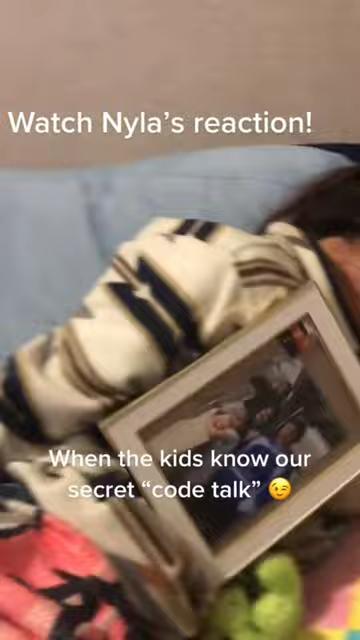 Watch Nyla’s reaction!
When the kids know our
secret “code talk” 😉